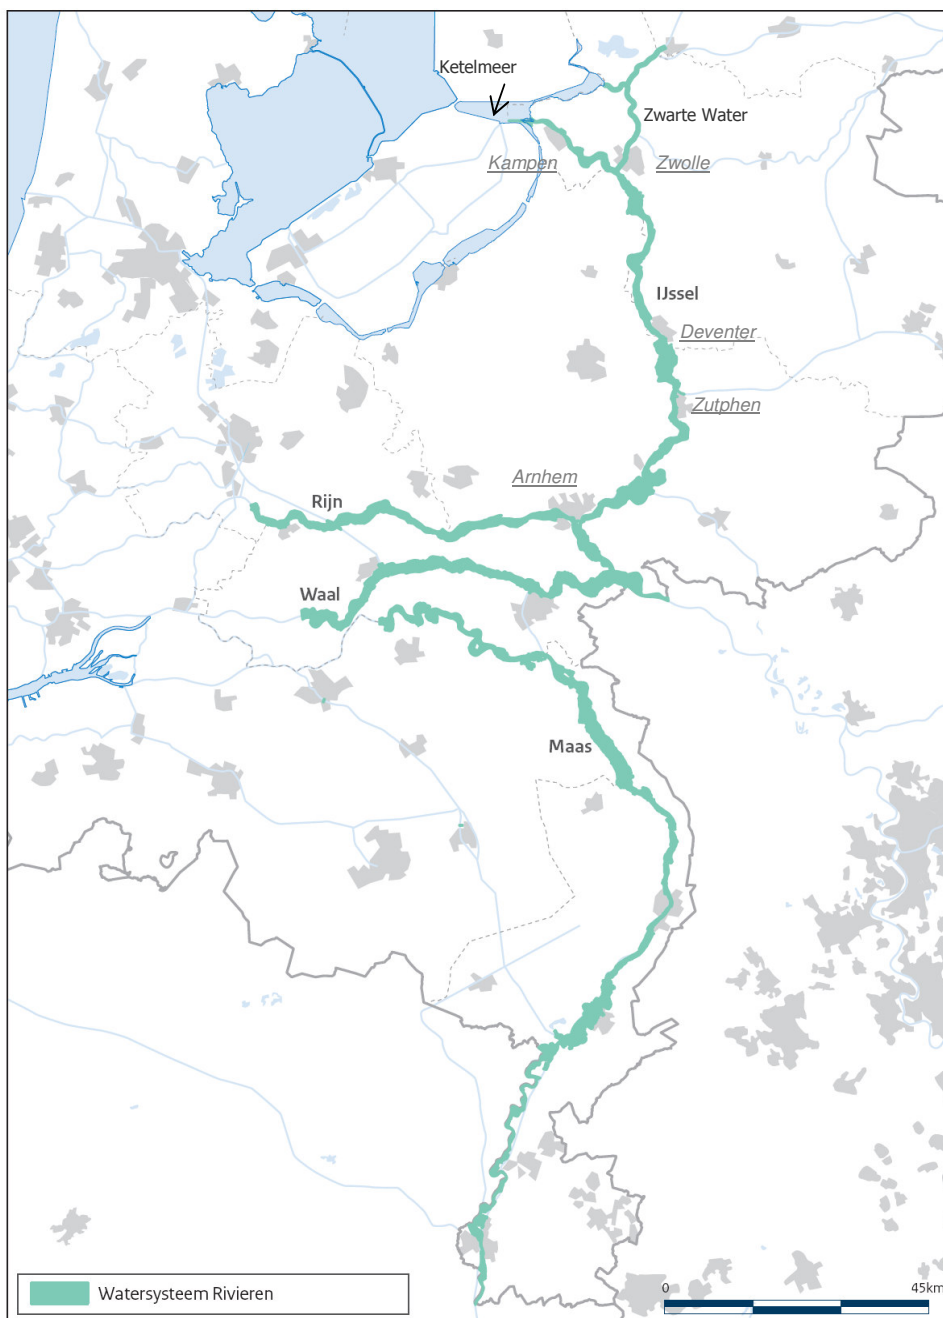 Ketelmeer
Zwarte Water
Kampen
Zwolle
IJssel
Deventer
Zutphen
Arnhem
Rijn
Waal
Maas
Watersysteem Rivieren
0 45km